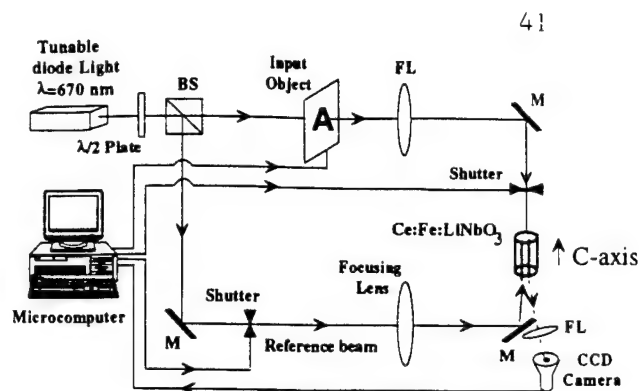 41
Tunable
diode Light
λ=670 nm
λ/2 Plate
BS
Input
Object
A
FL
M
Shutter
Ce:Fe:LINbO₃
C-axis
Focusing
Lens
Shutter
Microcomputer
M
Reference beam
M
FL
CCD
Camera